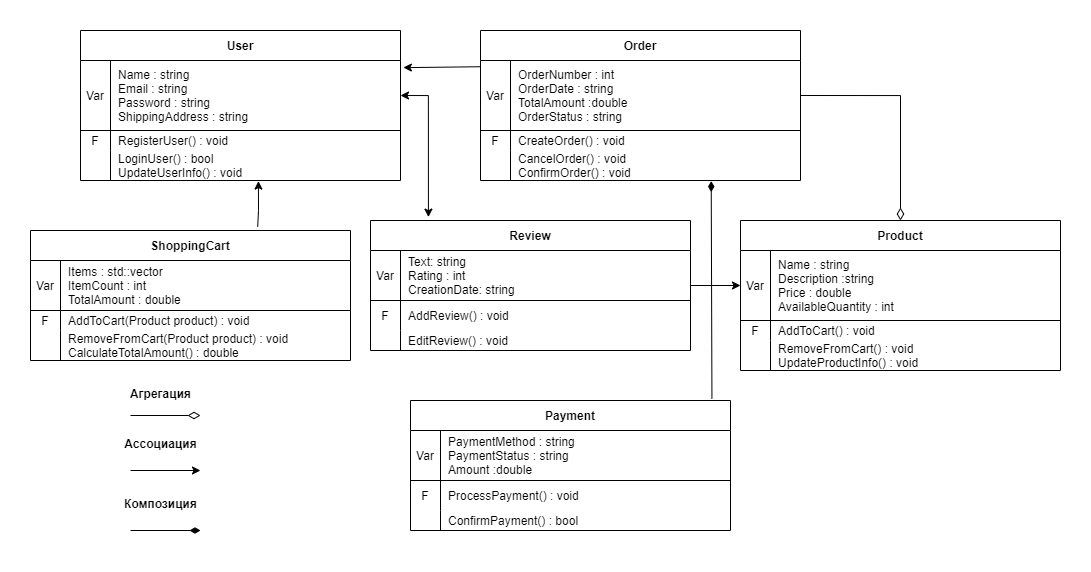 User
Var
Name : string
Email : string
Password : string
ShippingAddress : string
F
RegisterUser() : void
LoginUser() : bool
UpdateUserInfo() : void
Order
Var
OrderNumber : int
OrderDate : string
TotalAmount :double
OrderStatus : string
F
CreateOrder() : void
CancelOrder() : void
ConfirmOrder() : void
ShoppingCart
Var
Items : std::vector
ItemCount : int
TotalAmount : double
F
AddToCart(Product product) : void
RemoveFromCart(Product product) : void
CalculateTotalAmount() : double
Review
Var
Text: string
Rating : int
CreationDate: string
F
AddReview() : void
EditReview() : void
Product
Var
Name : string
Description :string
Price : double
AvailableQuantity : int
F
AddToCart() : void
RemoveFromCart() : void
UpdateProductInfo() : void
Агрегация
Ассоциация
Композиция
Payment
Var
PaymentMethod : string
PaymentStatus : string
Amount :double
F
ProcessPayment() : void
ConfirmPayment() : bool